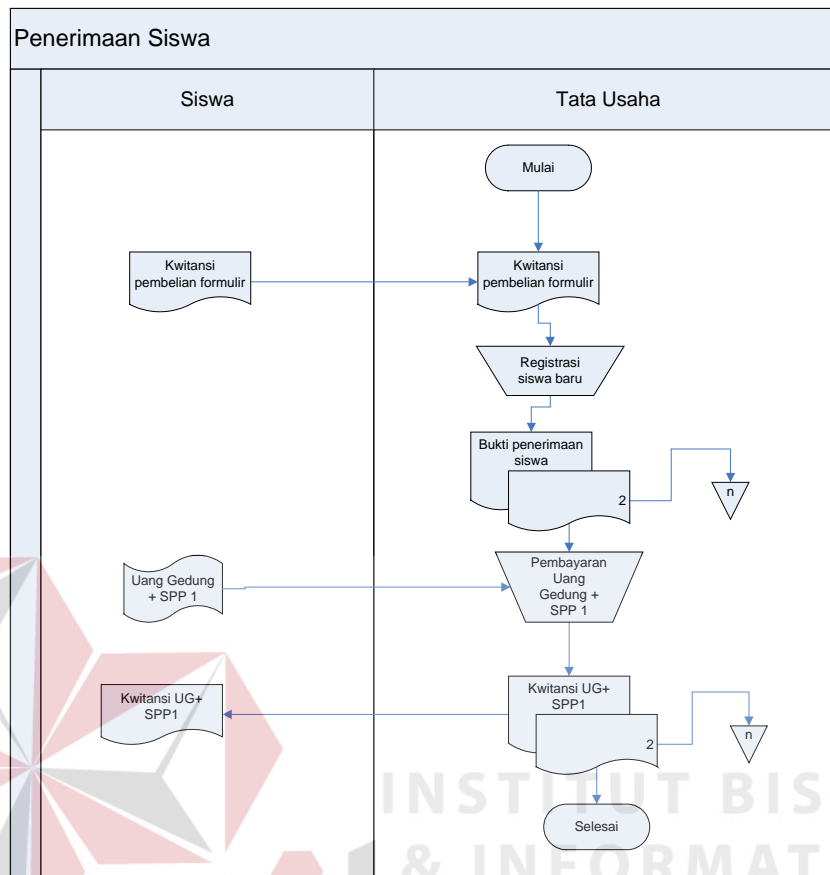 Penerimaan Siswa
Siswa
Tata Usaha
Mulai
Kwitansi
pembelian formulir
Kwitansi
pembelian formulir
Registrasi
siswa baru
Bukti penerimaan
siswa
2
n
Uang Gedung
+ SPP 1
Pembayaran
Uang
Gedung +
SPP 1
Kwitansi UG+
SPP1
Kwitansi UG+
SPP1
2
n
Selesai
INSTITUT BIS
& INFORMAT